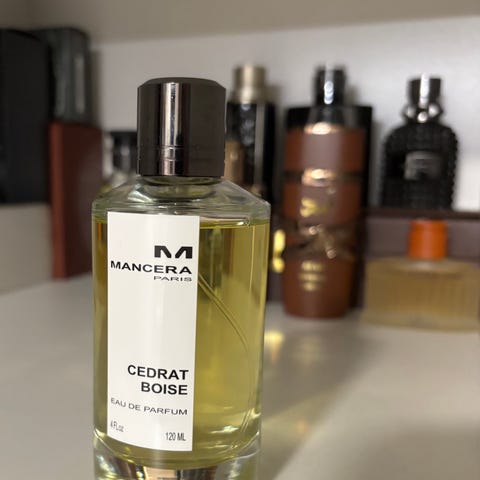 M
MANCERA
PARIS
CEDRAT
BOISE
EAU DE PARFUM
4 Fl.oz 120 ML